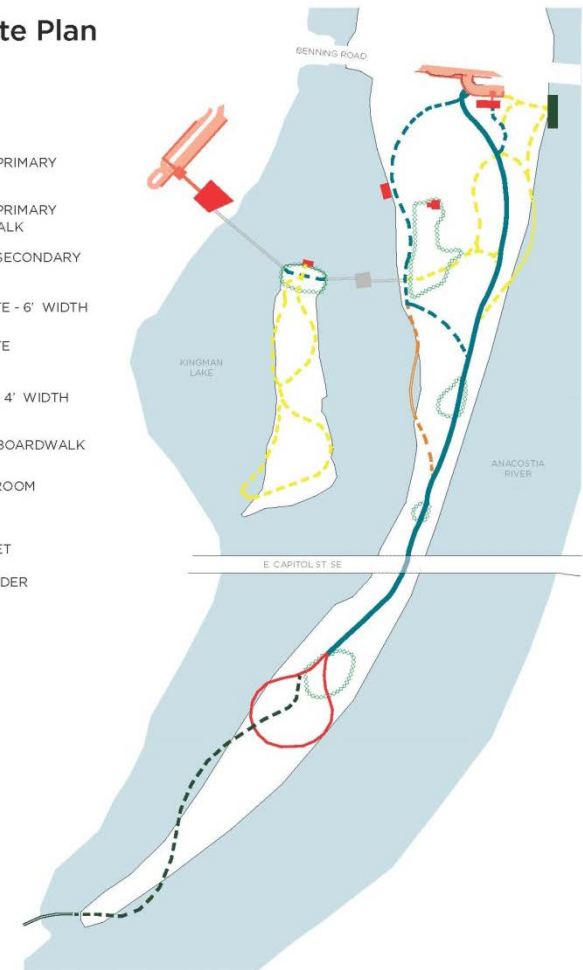 te Plan
BENNING ROAD
PRIMARY
PRIMARY
ALK
SECONDARY
TE - 6' WIDTH
TE
4' WIDTH
BOARDWALK
ROOM
ET
DER
KINGMAN
LAKE
ANACOSTIA
RIVER
E. CAPITOL ST SE